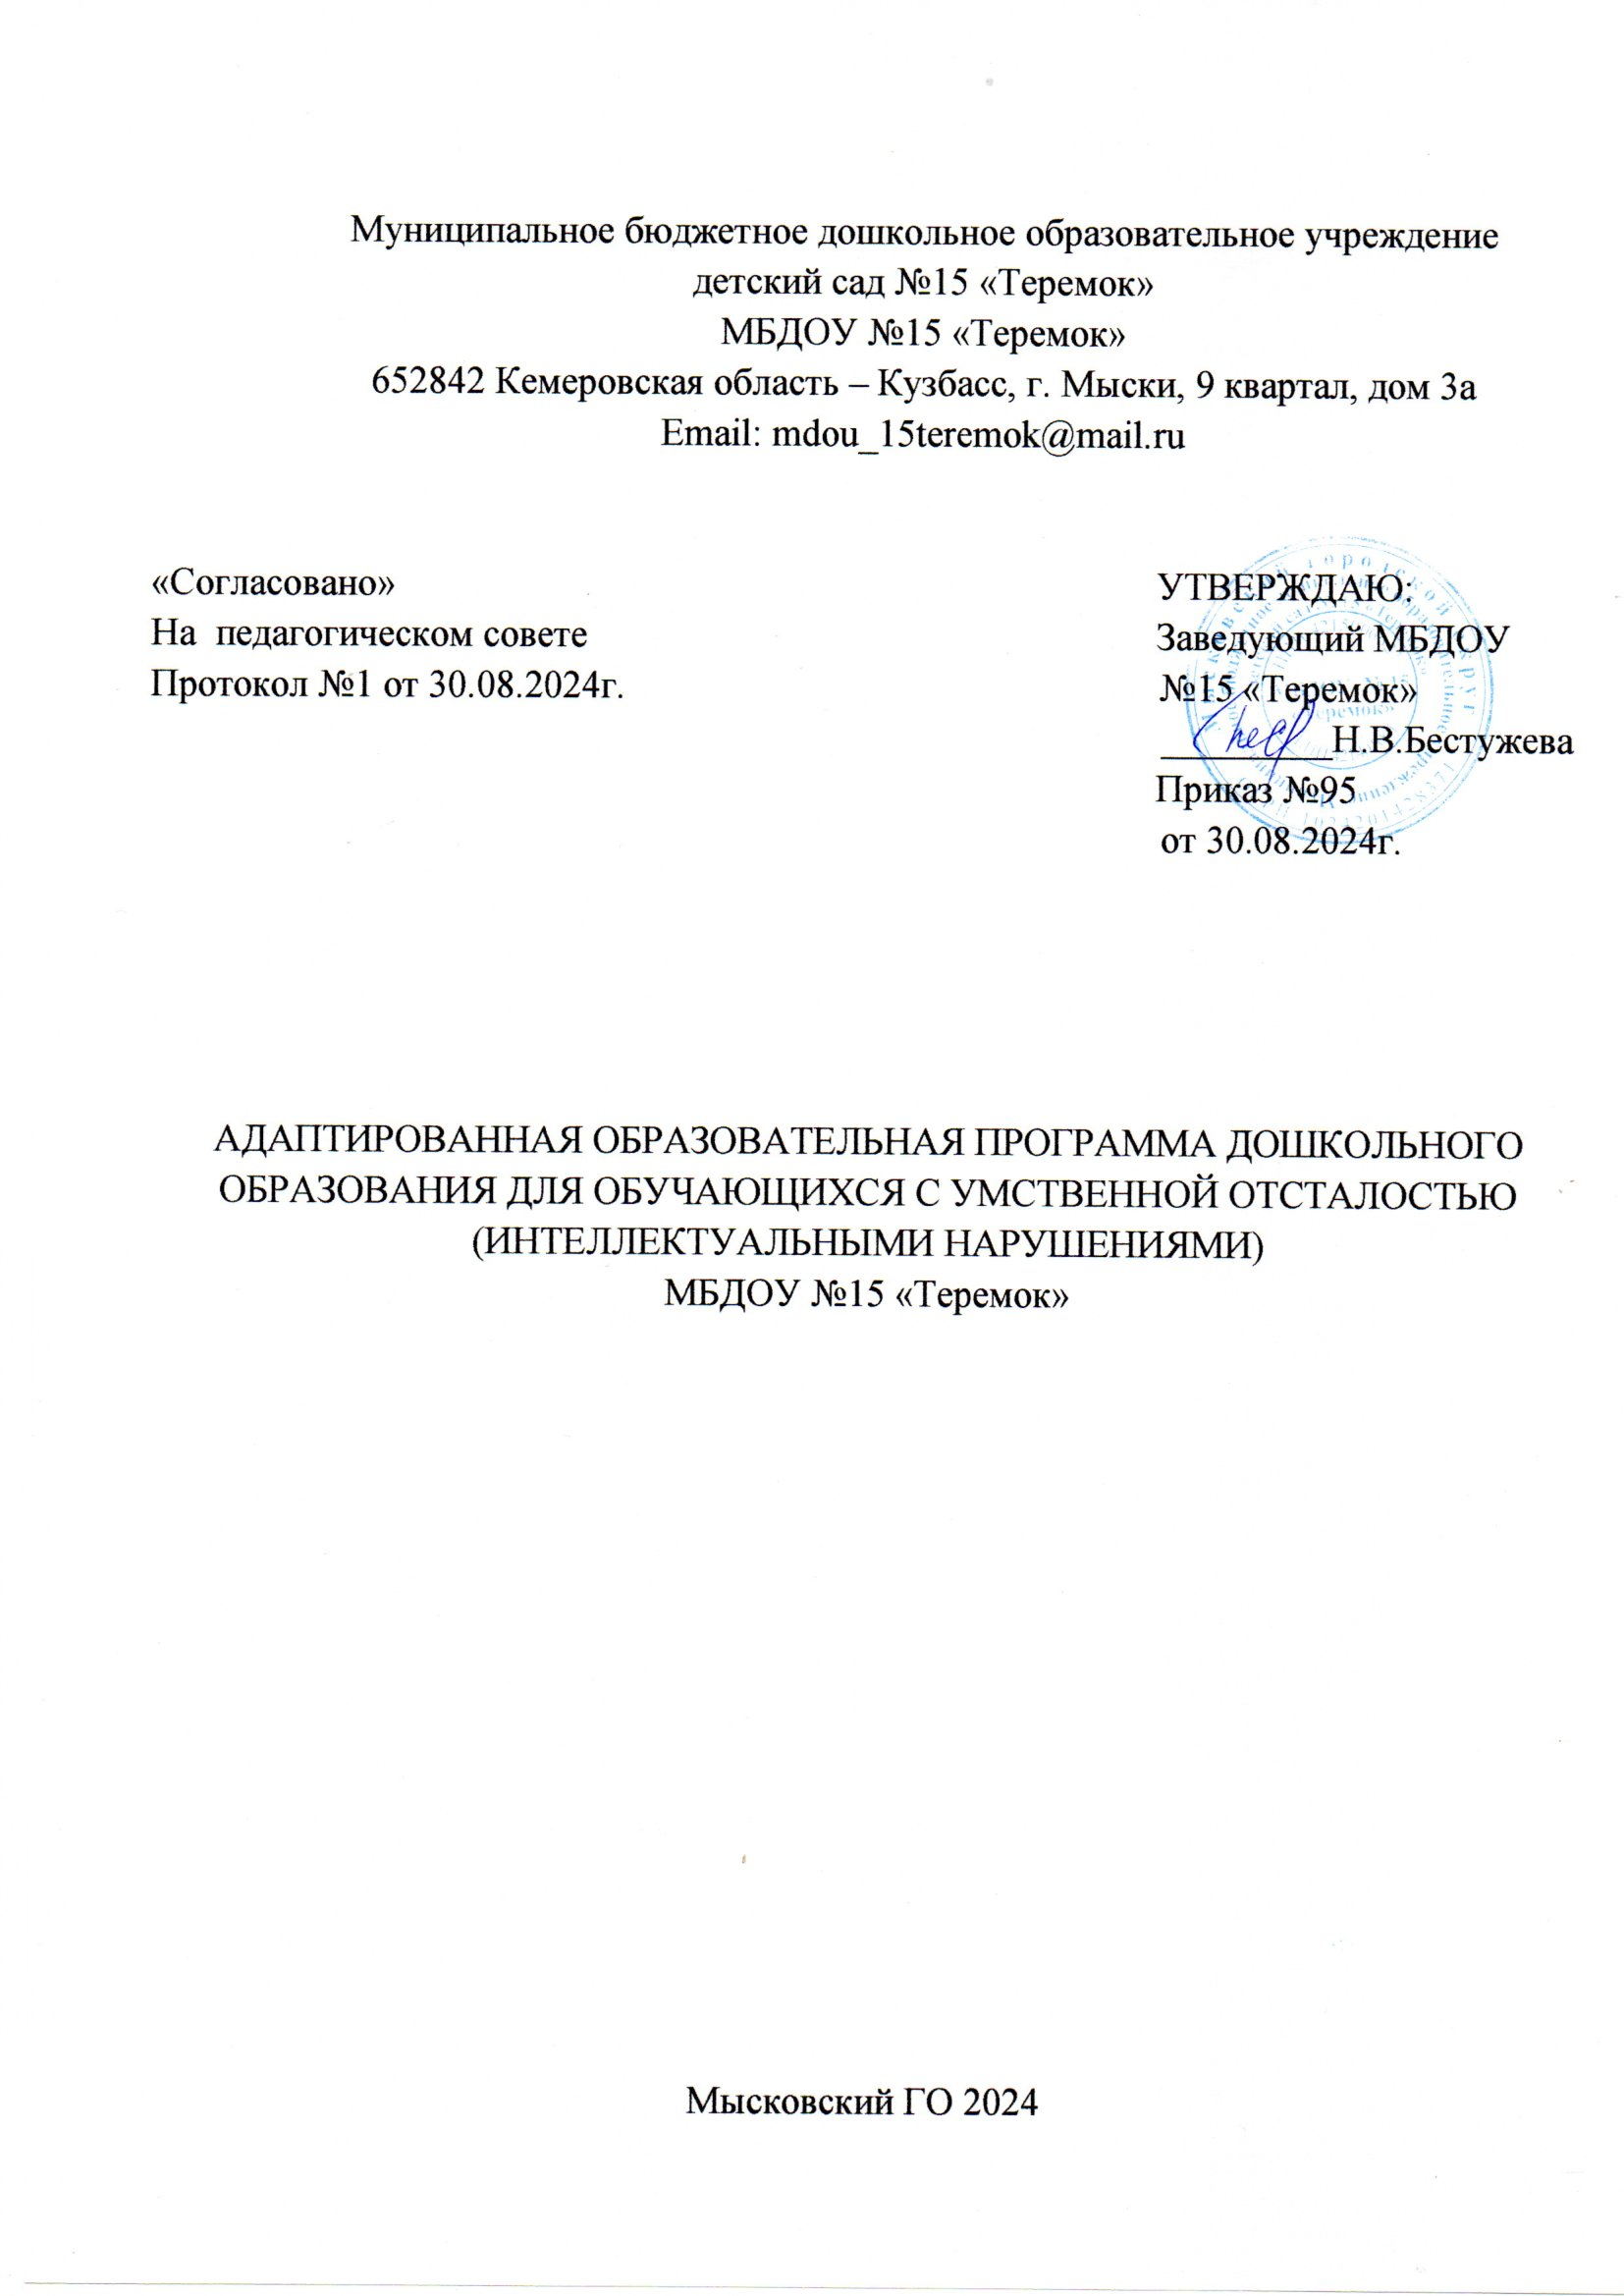 Муниципальное бюджетное дошкольное образовательное учреждение
детский сад №15 «Теремок»
МБДОУ №15 «Теремок»
652842 Кемеровская область – Кузбасс, г. Мыски, 9 квартал, дом 3а
Email: mdou_15teremok@mail.ru
«Согласовано»
На педагогическом совете
Протокол №1 от 30.08.2024г.
УТВЕРЖДАЮ:
Заведующий МБДОУ
№15 «Теремок»
_________Н.В.Бестужева
Приказ №95
от 30.08.2024г.
АДАПТИРОВАННАЯ ОБРАЗОВАТЕЛЬНАЯ ПРОГРАММА ДОШКОЛЬНОГО
ОБРАЗОВАНИЯ ДЛЯ ОБУЧАЮЩИХСЯ С УМСТВЕННОЙ ОТСТАЛОСТЬЮ
(ИНТЕЛЛЕКТУАЛЬНЫМИ НАРУШЕНИЯМИ)
МБДОУ №15 «Теремок»
Мысковский ГО 2024